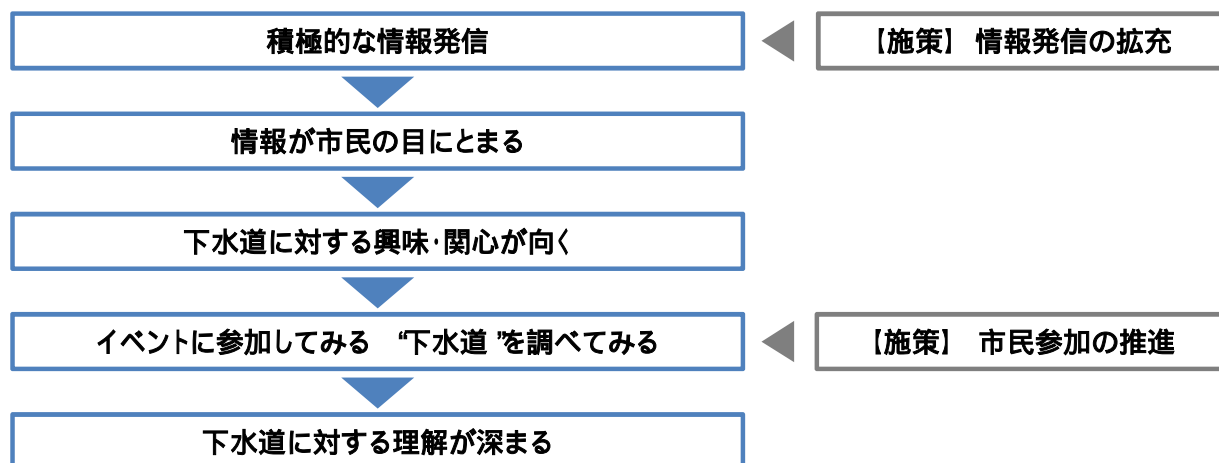 積極的な情報発信
【施策】 情報発信の拡充
情報が市民の目にとまる
下水道に対する興味・関心が向く
イベントに参加してみる “下水道”を調べてみる
【施策】 市民参加の推進
下水道に対する理解が深まる